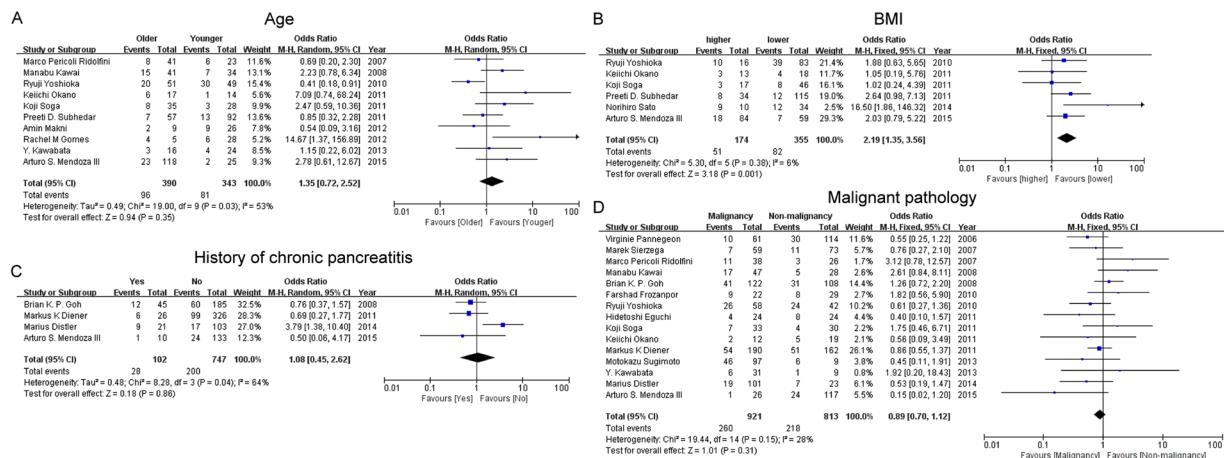 A Age
Older Younger Odds Ratio Odds Ratio
Study or Subgroup Events Total Events Total Weight M-H, Random, 95% CI Year M-H, Random, 95% CI
Marco Pericoli Ridolfini 8 41 6 23 11.6% 0.69 [0.20, 2.30] 2007
Manabu Kawai 15 41 7 34 13.1% 2.23 [0.78, 6.34] 2008
Ryuji Yoshioka 20 51 30 49 15.6% 0.41 [0.18, 0.91] 2010
Keiichi Okano 6 17 1 14 5.7% 7.09 [0.74, 68.24] 2011
Koji Soga 8 35 3 28 10.0% 2.47 [0.59, 10.36] 2011
Preeti D. Subhedar 7 57 13 92 13.7% 0.85 [0.32, 2.28] 2011
Amin Makni 2 9 9 26 7.8% 0.54 [0.09, 3.16] 2012
Rachel M Gomes 4 5 6 28 5.2% 14.67 [1.37, 156.89] 2012
Y. Kawabata 3 16 4 24 8.5% 1.15 [0.22, 6.02] 2013
Arturo S. Mendoza III 23 118 2 25 9.3% 2.78 [0.61, 12.67] 2015
Total (95% CI) 390 343 100.0% 1.35 [0.72, 2.52]
Total events 96 81
Heterogeneity: Tau² = 0.49; Chi² = 19.00, df = 9 (P = 0.03); I² = 53%
Test for overall effect: Z = 0.94 (P = 0.35)
0.01 0.1 1 10 100
Favours [Older] Favours [Youger]
B BMI
higher lower Odds Ratio Odds Ratio
Study or Subgroup Events Total Events Total Weight M-H, Fixed, 95% CI Year M-H, Fixed, 95% CI
Ryuji Yoshioka 10 16 39 83 21.4% 1.88 [0.63, 5.65] 2010
Keiichi Okano 3 13 4 18 11.2% 1.05 [0.19, 5.76] 2011
Koji Soga 3 17 8 46 15.5% 1.02 [0.24, 4.39] 2011
Preeti D. Subhedar 8 34 12 115 19.0% 2.64 [0.98, 7.13] 2011
Norihiro Sato 9 10 12 34 2.5% 16.50 [1.86, 146.32] 2014
Arturo S. Mendoza III 18 84 7 59 30.4% 2.03 [0.79, 5.22] 2015
Total (95% CI) 174 355 100.0% 2.19 [1.35, 3.56]
Total events 51 82
Heterogeneity: Chi² = 5.30, df = 5 (P = 0.38); I² = 6%
Test for overall effect: Z = 3.18 (P = 0.001)
0.01 0.1 1 10 100
Favours [higher] Favours [lower]
C History of chronic pancreatitis
Yes No Odds Ratio Odds Ratio
Study or Subgroup Events Total Events Total Weight M-H, Random, 95% CI Year M-H, Random, 95% CI
Brian K. P. Goh 12 45 60 185 32.5% 0.76 [0.37, 1.57] 2008
Markus K Diener 6 26 99 326 28.3% 0.69 [0.27, 1.77] 2011
Marius Distler 9 21 17 103 27.0% 3.79 [1.38, 10.40] 2014
Arturo S. Mendoza III 1 10 24 133 12.2% 0.50 [0.06, 4.17] 2015
Total (95% CI) 102 747 100.0% 1.08 [0.45, 2.62]
Total events 28 200
Heterogeneity: Tau² = 0.48; Chi² = 8.28, df = 3 (P = 0.04); I² = 64%
Test for overall effect: Z = 0.18 (P = 0.86)
0.01 0.1 1 10 100
Favours [Yes] Favours [No]
D Malignant pathology
Malignancy Non-malignancy Odds Ratio Odds Ratio
Study or Subgroup Events Total Events Total Weight M-H, Fixed, 95% CI Year M-H, Fixed, 95% CI
Virginie Pannegeon 10 61 30 114 11.6% 0.55 [0.25, 1.22] 2006
Marek Sierzega 7 59 11 73 5.7% 0.76 [0.27, 2.10] 2007
Marco Pericoli Ridolfini 11 38 3 26 1.6% 3.12 [0.78, 12.57] 2007
Manabu Kawai 17 47 5 28 2.6% 2.61 [0.84, 8.11] 2008
Brian K. P. Goh 41 122 31 108 14.1% 1.26 [0.72, 2.20] 2008
Farshad Frozanpor 9 22 8 29 2.6% 1.82 [0.56, 5.90] 2010
Ryuji Yoshioka 26 58 24 42 9.9% 0.61 [0.27, 1.36] 2010
Hidetoshi Eguchi 4 24 8 24 4.3% 0.40 [0.10, 1.57] 2011
Koji Soga 7 33 4 30 2.1% 1.75 [0.46, 6.71] 2011
Keiichi Okano 2 12 5 19 2.0% 0.56 [0.09, 3.49] 2011
Markus K Diener 54 190 51 162 26.1% 0.86 [0.55, 1.37] 2011
Motokazu Sugimoto 46 97 6 9 3.7% 0.45 [0.11, 1.91] 2013
Y. Kawabata 6 31 1 9 0.8% 1.92 [0.20, 18.43] 2013
Marius Distler 19 101 7 23 6.1% 0.53 [0.19, 1.47] 2014
Arturo S. Mendoza III 1 26 24 117 5.7% 0.15 [0.02, 1.20] 2015
Total (95% CI) 921 813 100.0% 0.89 [0.70, 1.12]
Total events 260 218
Heterogeneity: Chi² = 19.44, df = 14 (P = 0.15); I² = 28%
Test for overall effect: Z = 1.01 (P = 0.31)
0.01 0.1 1 10 100
Favours [Malignancy] Favours [Non-malignancy]